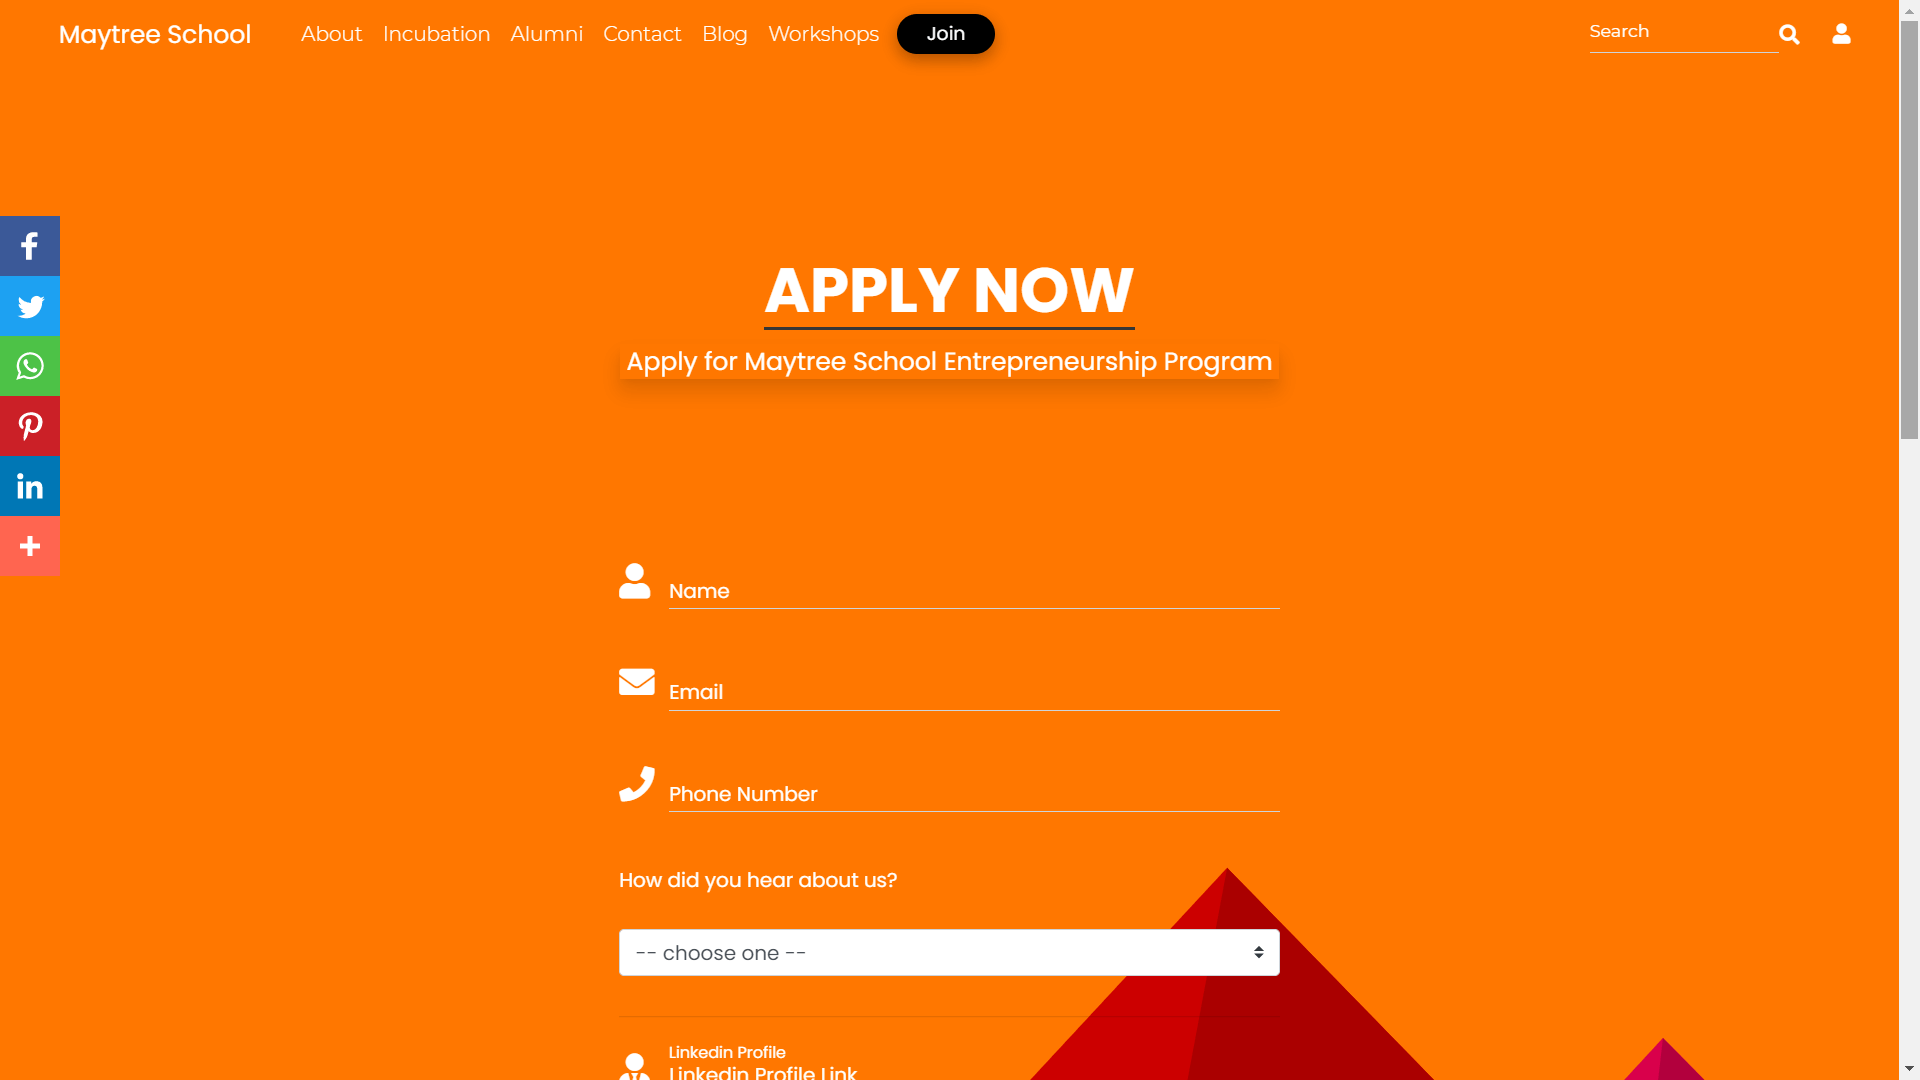 Maytree School
About Incubation Alumni Contact Blog Workshops Join
Search
APPLY NOW
Apply for Maytree School Entrepreneurship Program
Name
Email
Phone Number
How did you hear about us?
-- choose one --
Linkedin Profile
Linkedin Profile Link